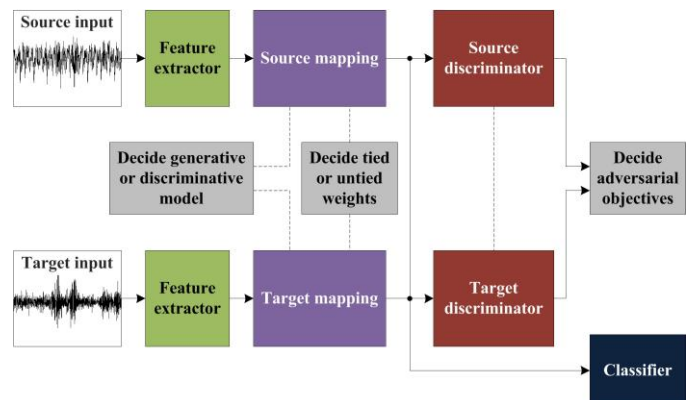 Source input
Feature
extractor
Source mapping
Source
discriminator
Decide generative
or discriminative
model
Decide tied
or untied
weights
Decide
adversarial
objectives
Target input
Feature
extractor
Target mapping
Target
discriminator
Classifier